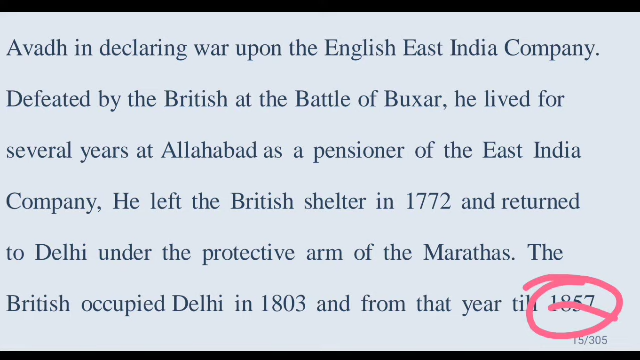 Avadh in declaring war upon the English East India Company.
Defeated by the British at the Battle of Buxar, he lived for
several years at Allahabad as a pensioner of the East India
Company, He left the British shelter in 1772 and returned
to Delhi under the protective arm of the Marathas. The
British occupied Delhi in 1803 and from that year till 1857
15/305